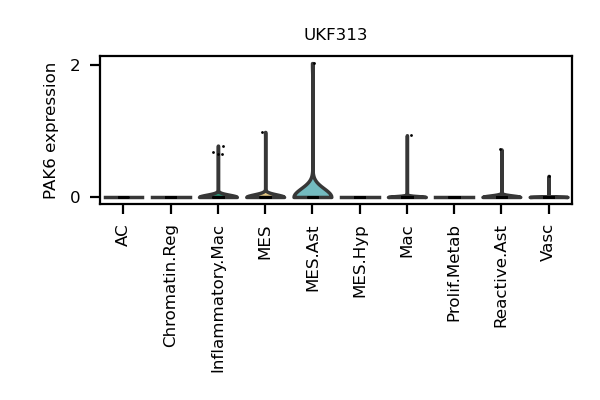 UKF313
PAK6 expression
2
0
AC
Chromatin.Reg
Inflammatory.Mac
MES
MES.Ast
MES.Hyp
Mac
Prolif.Metab
Reactive.Ast
Vasc